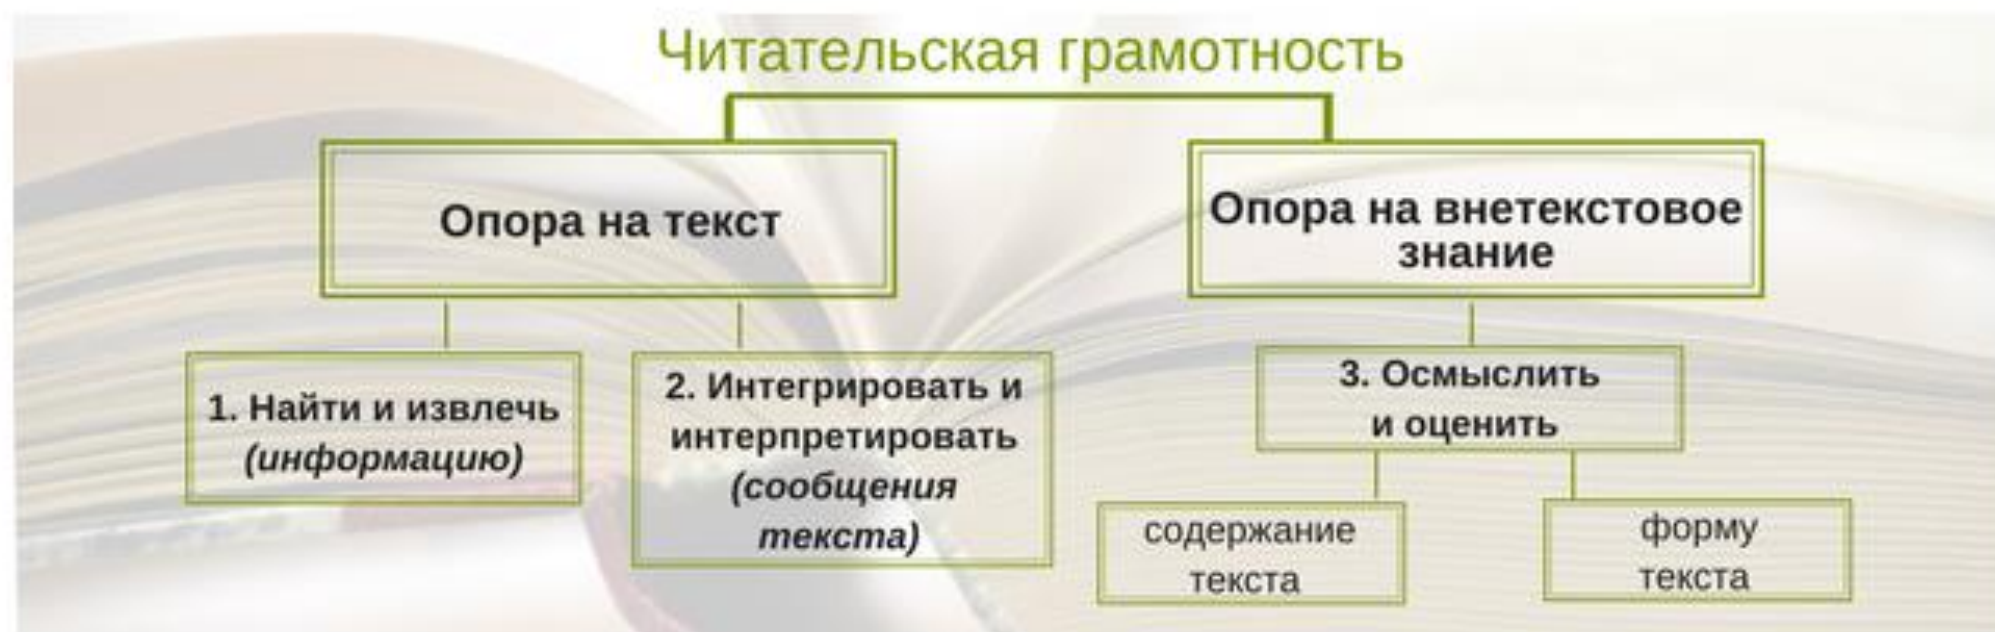 Читательская грамотность
Опора на текст
Опора на внетекстовое
знание
1. Найти и извлечь
(информацию)
2. Интегрировать и
интерпретировать
(сообщения
текста)
3. Осмыслить
и оценить
содержание
текста
форму
текста